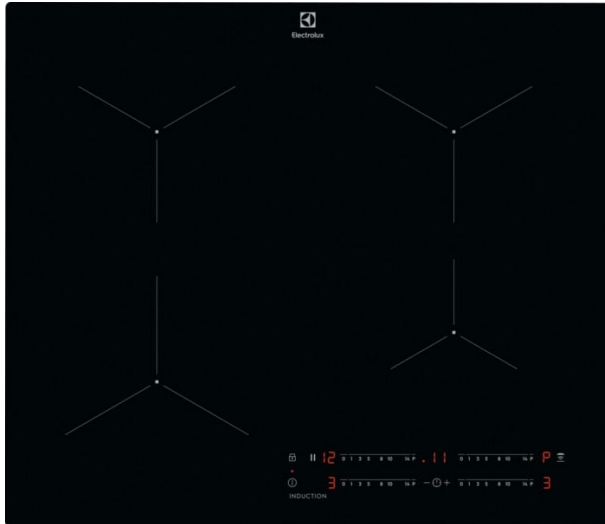 Electrolux
12 0 1 3 5 8 10 14 P .11 0 1 3 5 8 10 14 P P
3 0 1 3 5 8 10 14 P − + 0 1 3 5 8 10 14 P 3
INDUCTION